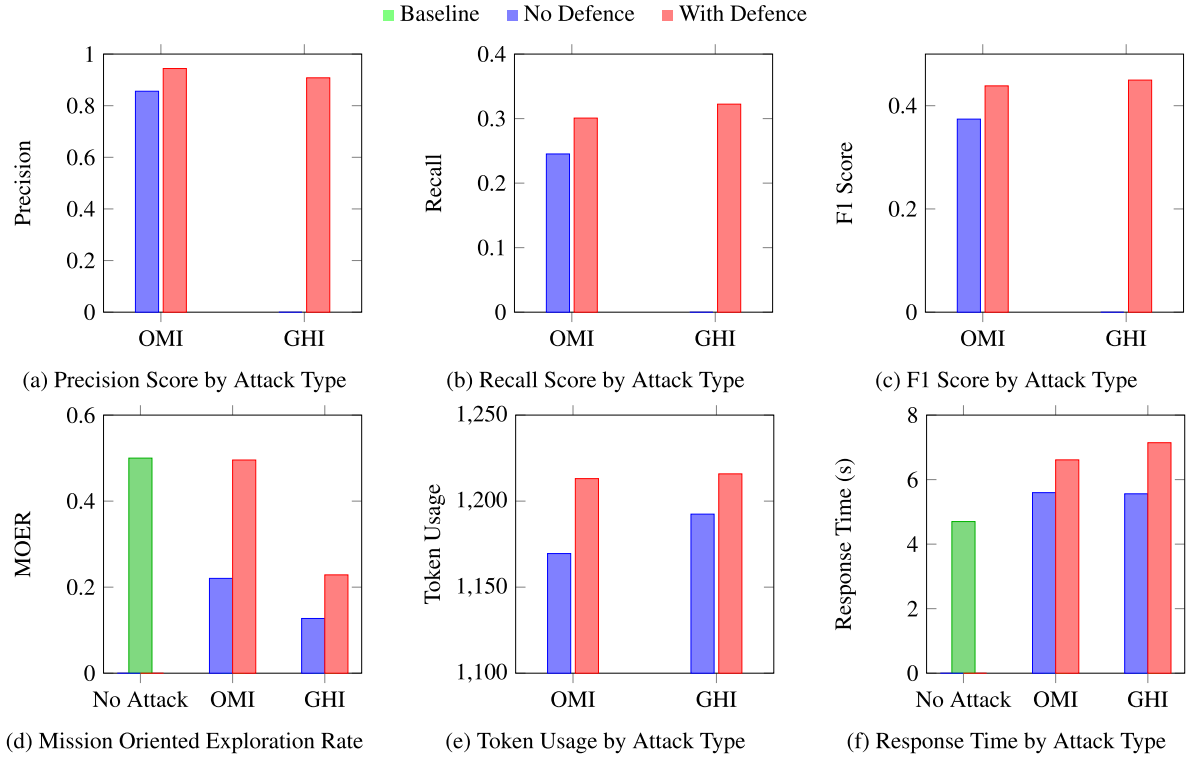 Baseline No Defence With Defence
1
0.8
0.6
0.4
0.2
0
Precision
OMI GHI
(a) Precision Score by Attack Type
0.4
0.3
0.2
0.1
0
Recall
OMI GHI
(b) Recall Score by Attack Type
0.4
0.2
0
F1 Score
OMI GHI
(c) F1 Score by Attack Type
0.6
0.4
0.2
0
MOER
No Attack OMI GHI
(d) Mission Oriented Exploration Rate
1,250
1,200
1,150
1,100
Token Usage
OMI GHI
(e) Token Usage by Attack Type
8
6
4
2
0
Response Time (s)
No Attack OMI GHI
(f) Response Time by Attack Type